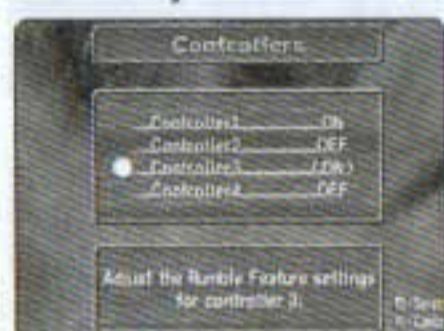 Controllers
Controller1 ON
Controller2 OFF
Controller3 (ON)
Controller4 OFF
Adjust the Rumble Feature settings
for controller 3.